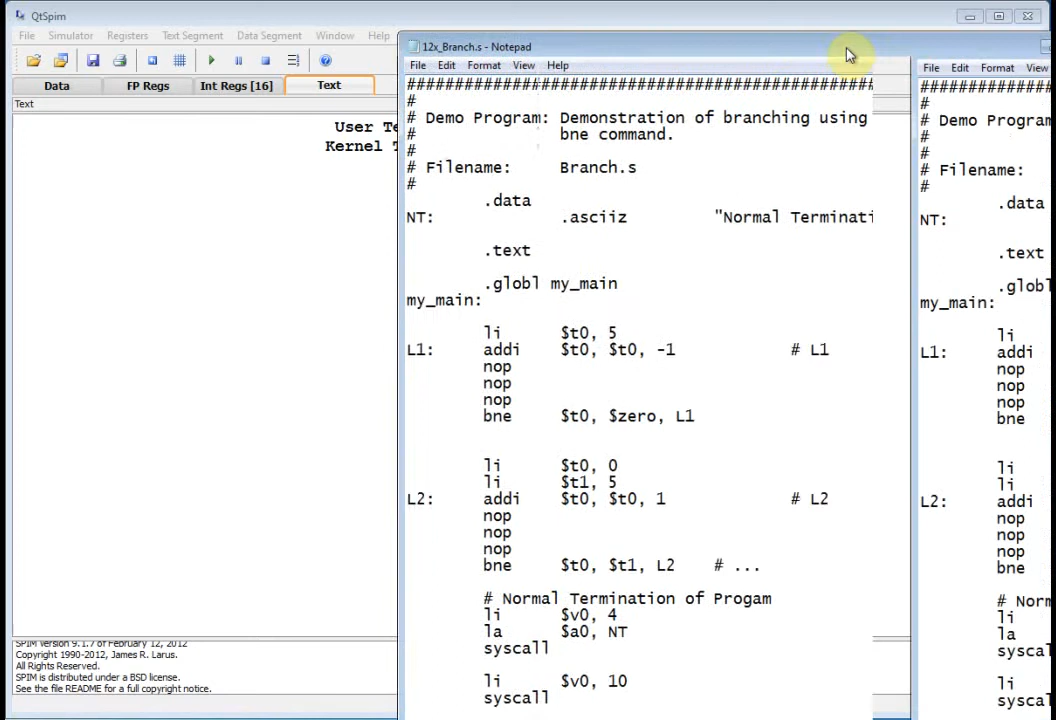 QtSpim
File Simulator Registers Text Segment Data Segment Window Help
Data FP Regs Int Regs [16] Text
Text
User Te
Kernel T
SPIM Version 9.1.7 of February 12, 2012
Copyright 1990-2012, James R. Larus.
All Rights Reserved.
SPIM is distributed under a BSD license.
See the file README for a full copyright notice.
12x_Branch.s - Notepad
File Edit Format View Help
#
# Demo Program: Demonstration of branching using
# bne command.
#
# Filename: Branch.s
#
.data
NT: .asciiz "Normal Terminati
.text
.globl my_main
my_main:
li $t0, 5
L1: addi $t0, $t0, -1 # L1
nop
nop
nop
bne $t0, $zero, L1
li $t0, 0
li $t1, 5
L2: addi $t0, $t0, 1 # L2
nop
nop
nop
bne $t0, $t1, L2 # ...
# Normal Termination of Progam
li $v0, 4
la $a0, NT
syscall
li $v0, 10
syscall
File Edit Format View
#
# Demo Program
#
#
# Filename:
#
.data
NT:
.text
.globl
my_main:
li
L1: addi
nop
nop
nop
bne
li
li
L2: addi
nop
nop
nop
bne
# Norm
li
la
syscal
li
syscal